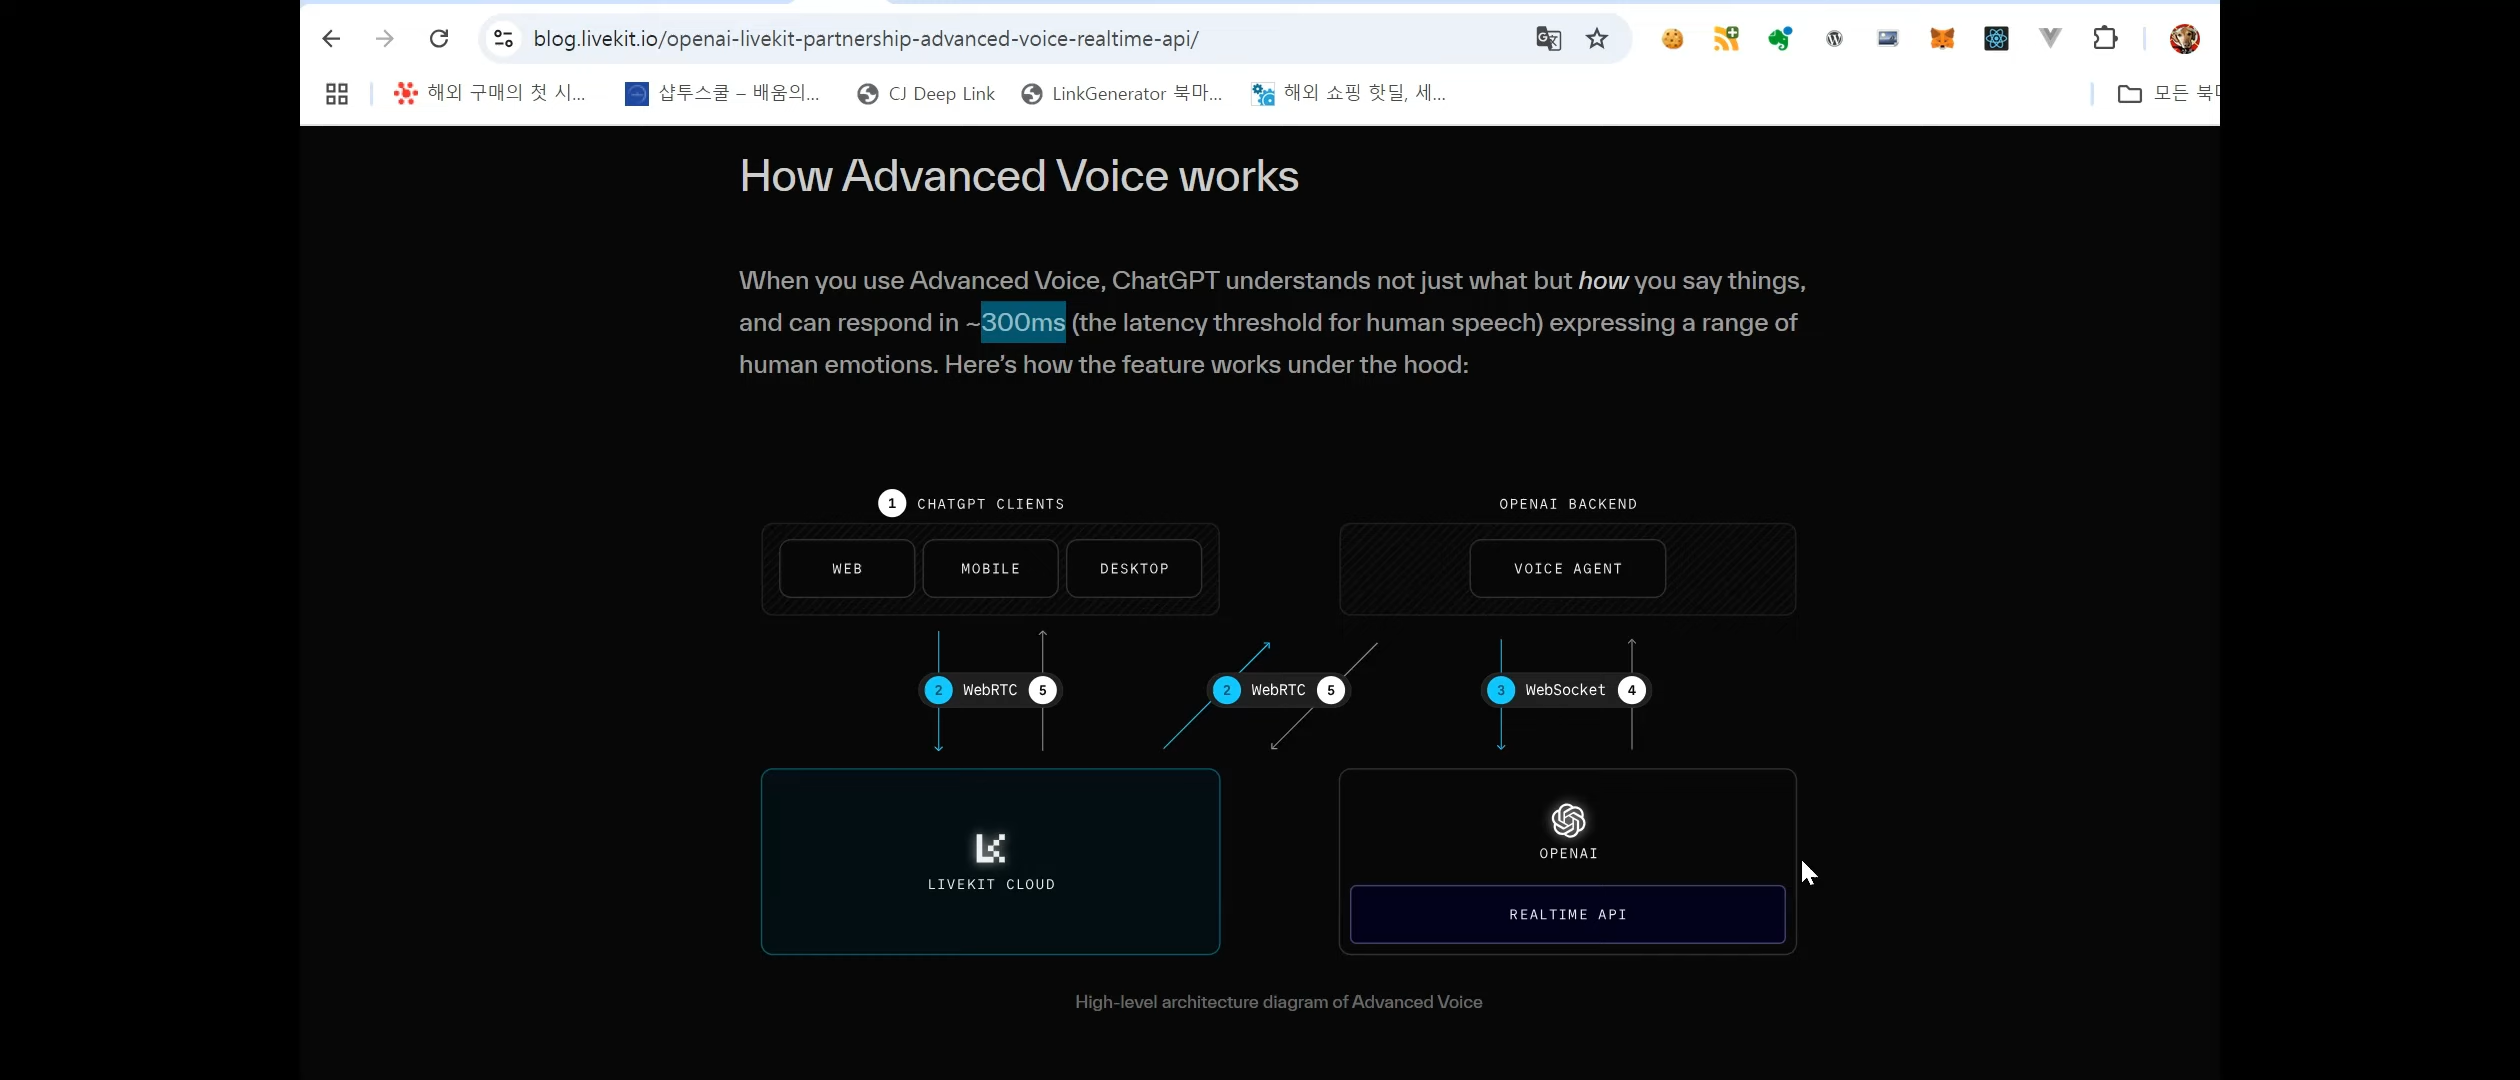 blog.livekit.io/openai-livekit-partnership-advanced-voice-realtime-api/
해외 구매의 첫 시...
샵투스쿨 – 배움의...
CJ Deep Link
LinkGenerator 북마...
해외 쇼핑 핫딜, 세...
모든 북
How Advanced Voice works
When you use Advanced Voice, ChatGPT understands not just what but how you say things,
and can respond in ~300ms (the latency threshold for human speech) expressing a range of
human emotions. Here’s how the feature works under the hood:
1 CHATGPT CLIENTS
OPENAI BACKEND
WEB
MOBILE
DESKTOP
VOICE AGENT
2 WebRTC 5
2 WebRTC 5
3 WebSocket 4
LIVEKIT CLOUD
OPENAI
REALTIME API
High-level architecture diagram of Advanced Voice